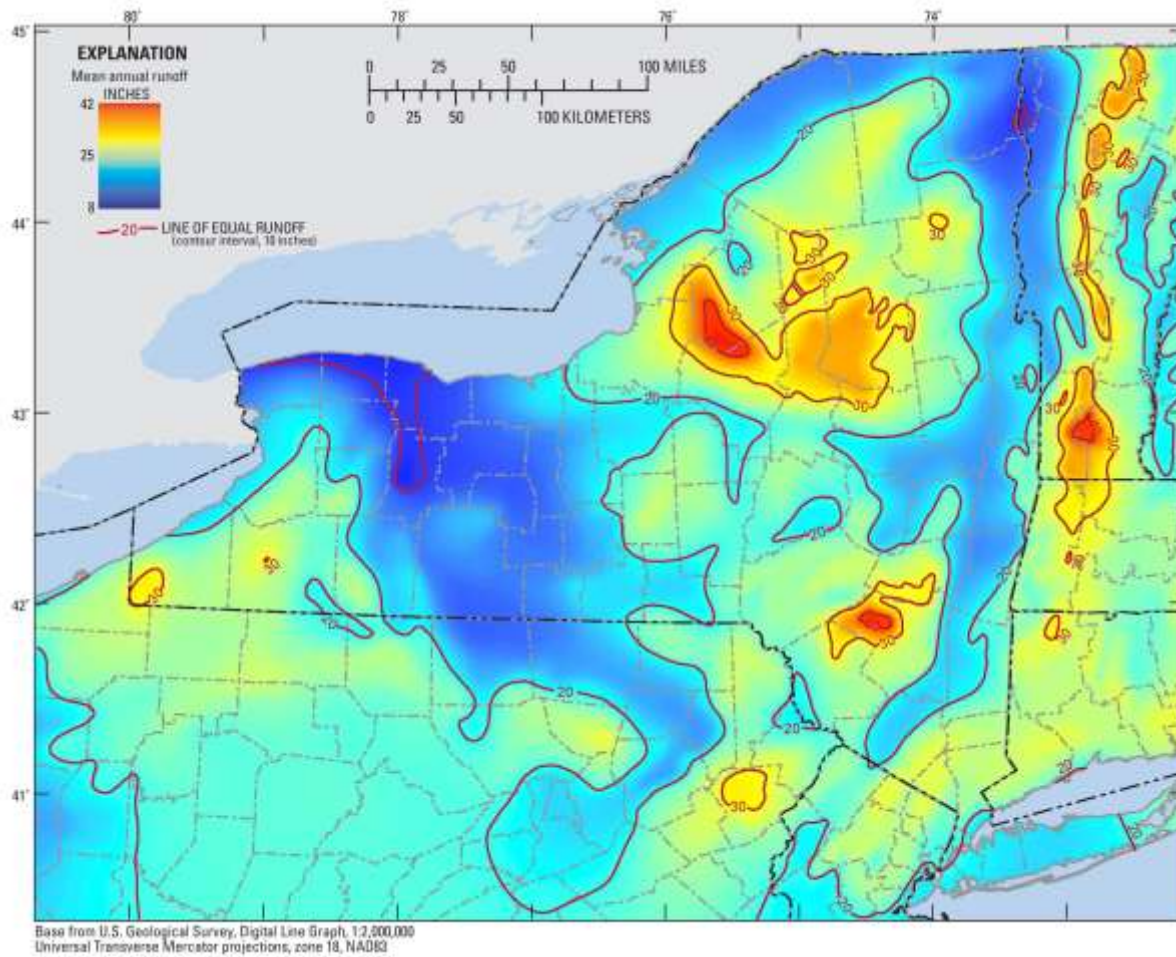 80° 78° 76° 74°
45°
EXPLANATION
Mean annual runoff
INCHES
42
25
8
20 LINE OF EQUAL RUNOFF
(contour interval, 10 inches)
0 25 50 100 MILES
0 25 50 100 KILOMETERS
44°
43°
42°
41°
20
30
30
30
30
20
30
20
30
20
20
20
30
20
30
Base from U.S. Geological Survey, Digital Line Graph, 1:2,000,000
Universal Transverse Mercator projections, zone 18, NAD83